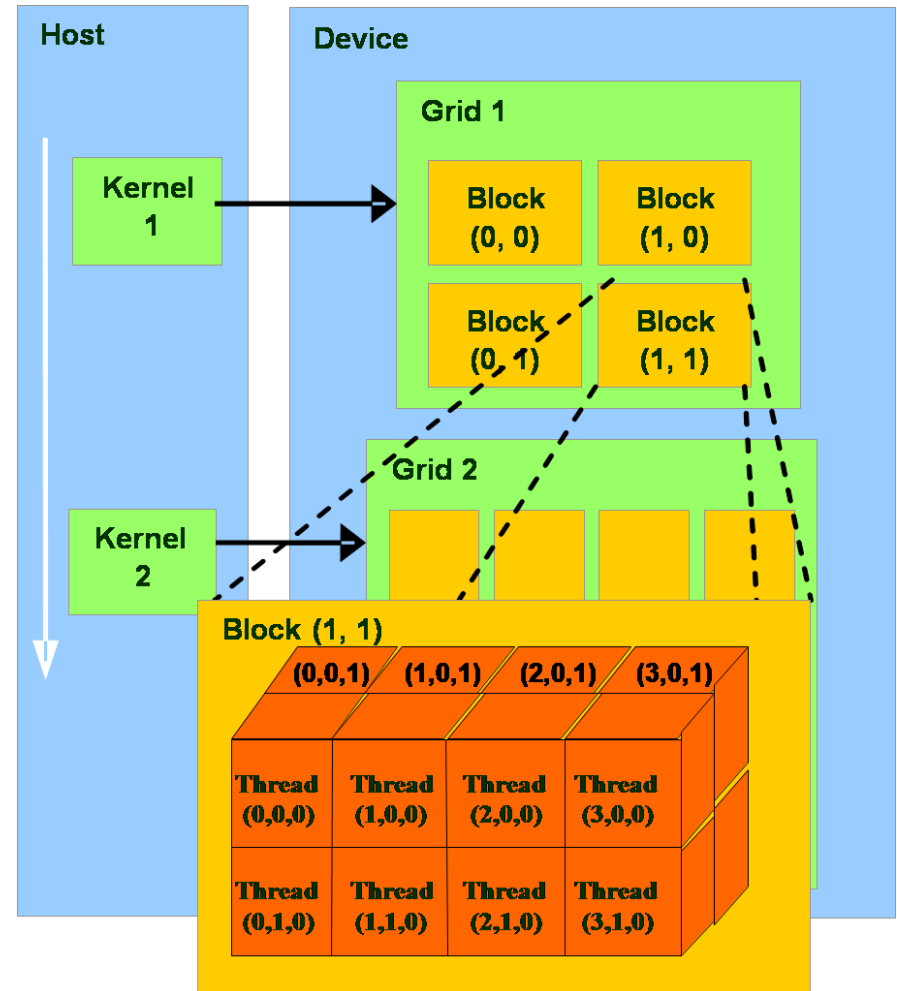 Host
Device
Grid 1
Kernel
1
Block
(0, 0)
Block
(1, 0)
Block
(0, 1)
Block
(1, 1)
Grid 2
Kernel
2
Block (1, 1)
(0,0,1) (1,0,1) (2,0,1) (3,0,1)
Thread
(0,0,0)
Thread
(1,0,0)
Thread
(2,0,0)
Thread
(3,0,0)
Thread
(0,1,0)
Thread
(1,1,0)
Thread
(2,1,0)
Thread
(3,1,0)